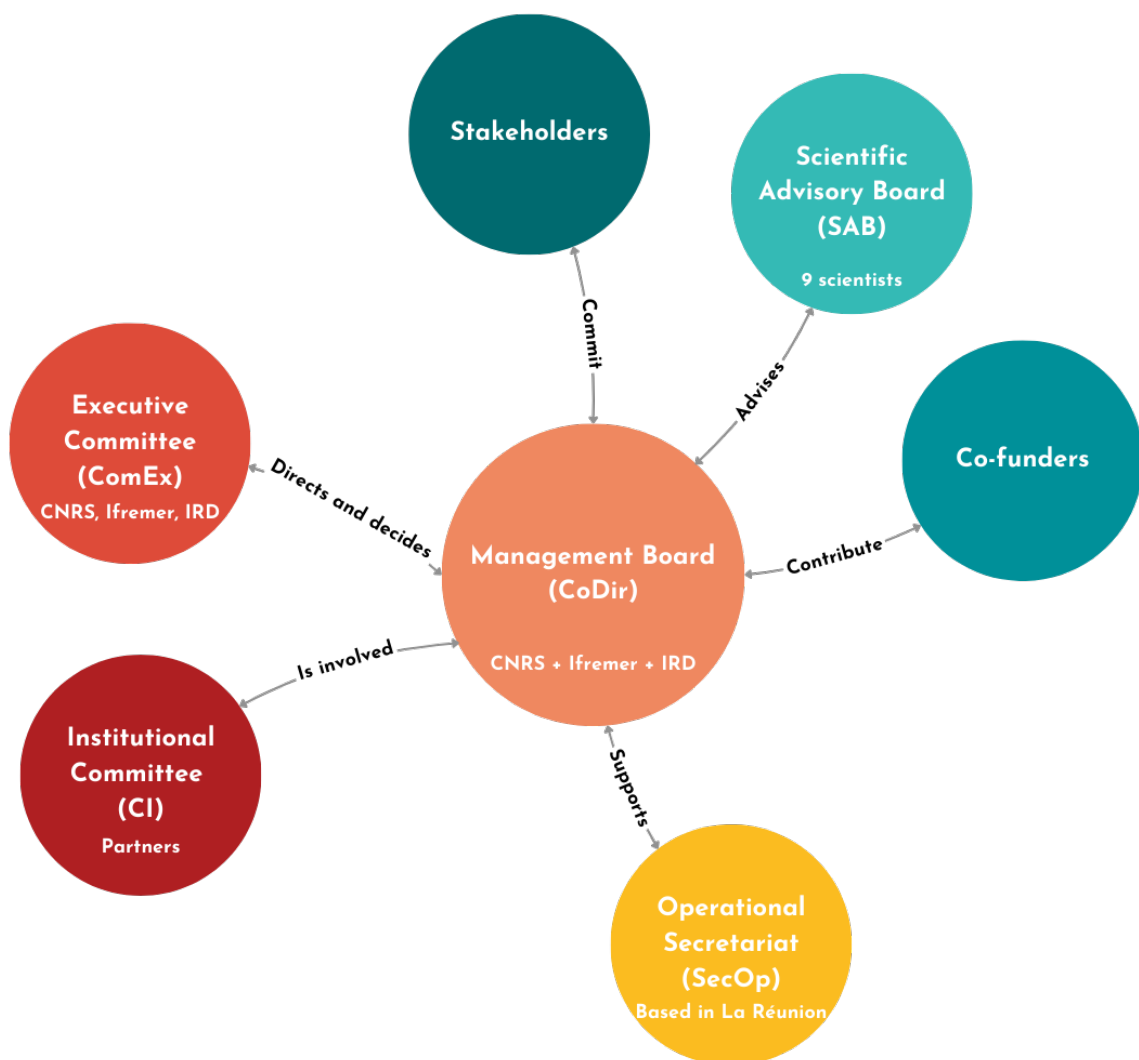 Stakeholders
Scientific
Advisory Board
(SAB)
9 scientists
Commit
Advises
Executive
Committee
(ComEx)
CNRS, Ifremer, IRD
Directs and decides
Co-funders
Contribute
Management Board
(CoDir)
CNRS + Ifremer + IRD
Is involved
Institutional
Committee
(CI)
Partners
Supports
Operational
Secretariat
(SecOp)
Based in La Réunion